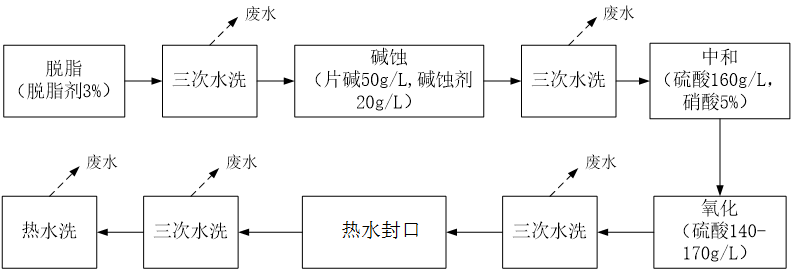 废水
废水
脱脂
（脱脂剂3%）
三次水洗
碱蚀
（片碱50g/L,碱蚀剂
20g/L）
三次水洗
中和
（硫酸160g/L，
硝酸5%）
废水
废水
废水
热水洗
三次水洗
热水封口
三次水洗
氧化
（硫酸140-
170g/L）